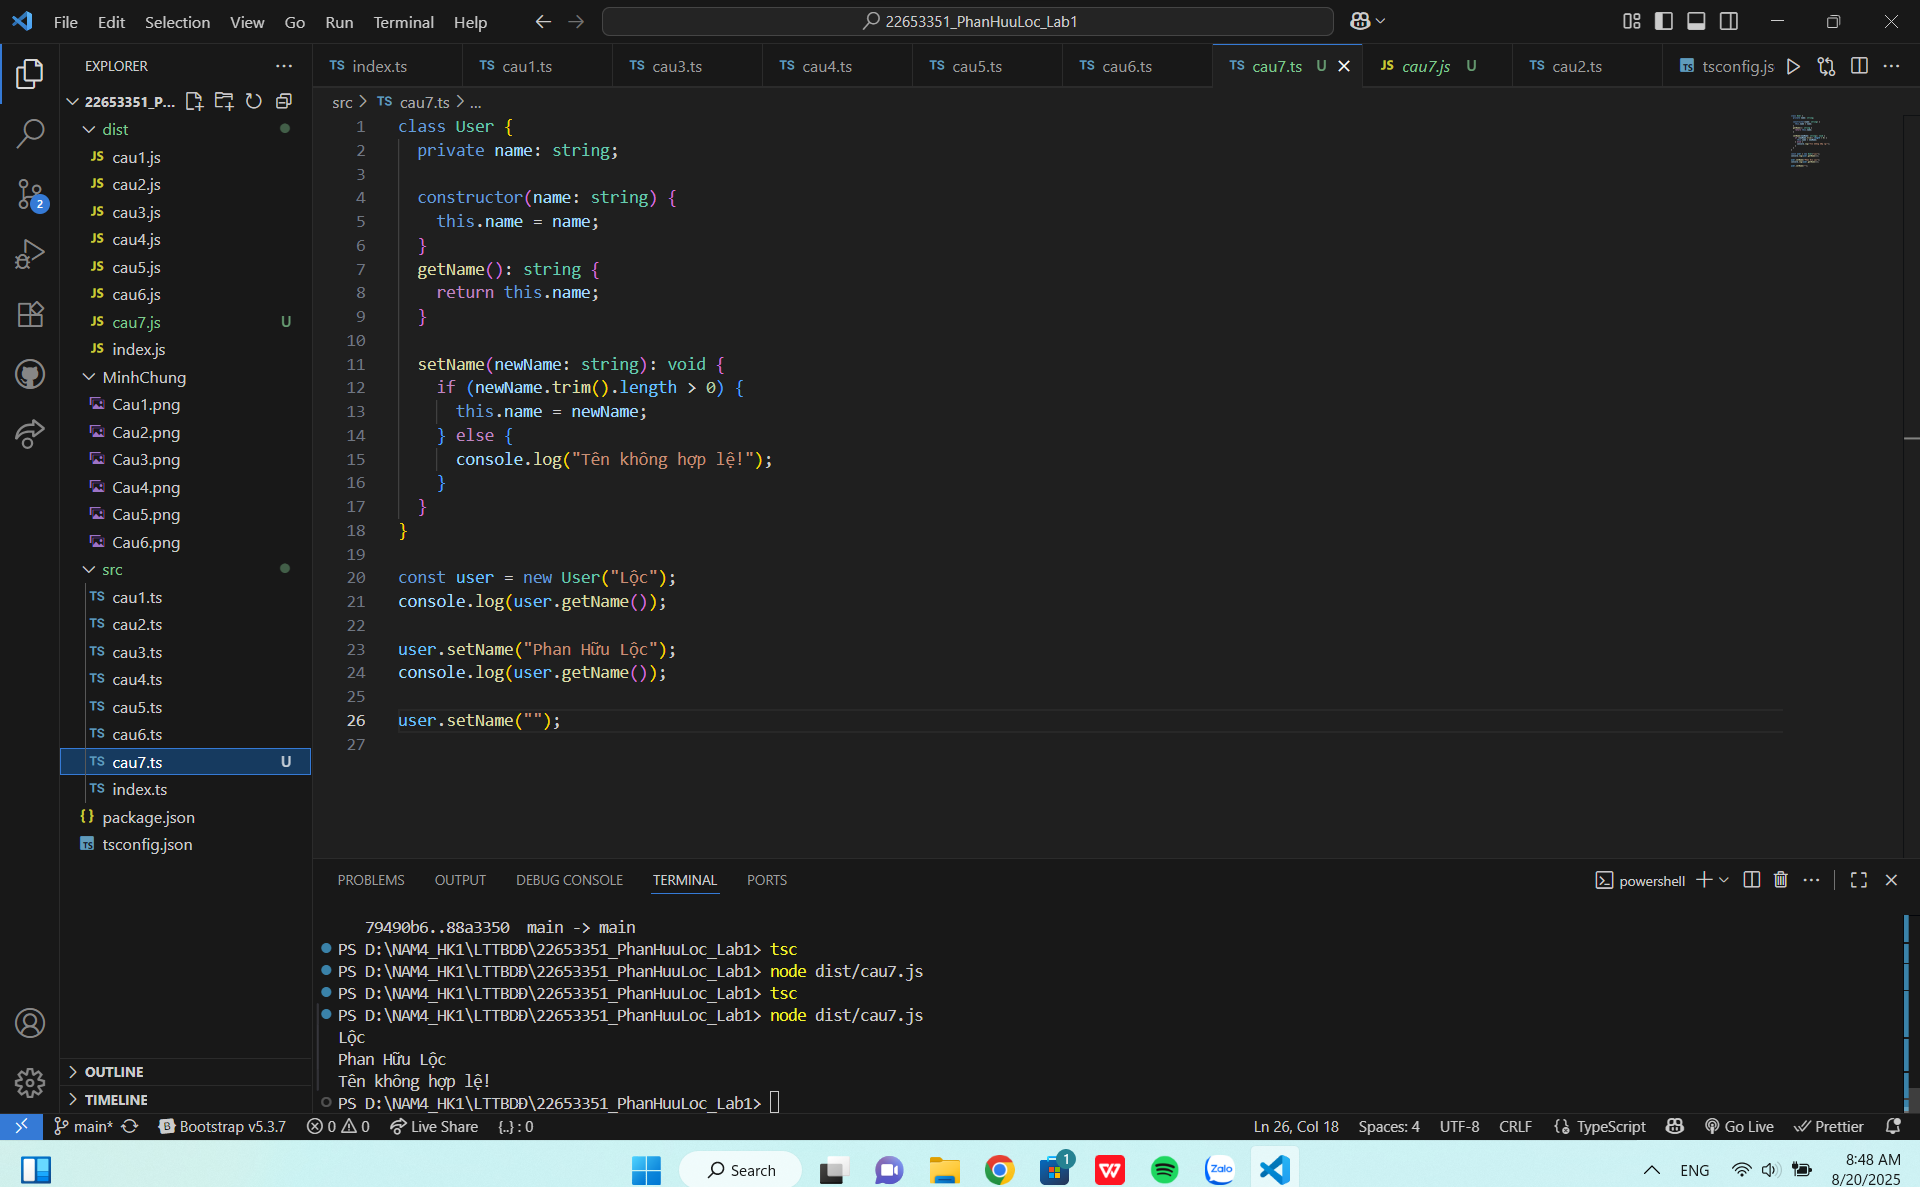 File Edit Selection View Go Run Terminal Help
22653351_PhanHuuLoc_Lab1
EXPLORER
22653351_P...
dist
JS cau1.js
JS cau2.js
JS cau3.js
JS cau4.js
JS cau5.js
JS cau6.js
JS cau7.js U
JS index.js
MinhChung
Cau1.png
Cau2.png
Cau3.png
Cau4.png
Cau5.png
Cau6.png
src
TS cau1.ts
TS cau2.ts
TS cau3.ts
TS cau4.ts
TS cau5.ts
TS cau6.ts
TS cau7.ts U
TS index.ts
{} package.json
TS tsconfig.json
OUTLINE
TIMELINE
2
TS index.ts TS cau1.ts TS cau3.ts TS cau4.ts TS cau5.ts TS cau6.ts TS cau7.ts U JS cau7.js U TS cau2.ts TS tsconfig.js
src > TS cau7.ts > ...
1 class User {
2 private name: string;
3
4 constructor(name: string) {
5 this.name = name;
6 }
7 getName(): string {
8 return this.name;
9 }
10
11 setName(newName: string): void {
12 if (newName.trim().length > 0) {
13 this.name = newName;
14 } else {
15 console.log("Tên không hợp lệ!");
16 }
17 }
18 }
19
20 const user = new User("Lộc");
21 console.log(user.getName());
22
23 user.setName("Phan Hữu Lộc");
24 console.log(user.getName());
25
26 user.setName("");
27
PROBLEMS OUTPUT DEBUG CONSOLE TERMINAL PORTS
powershell
79490b6..88a3350 main -> main
PS D:\NAM4_HK1\LTTBDĐ\22653351_PhanHuuLoc_Lab1> tsc
PS D:\NAM4_HK1\LTTBDĐ\22653351_PhanHuuLoc_Lab1> node dist/cau7.js
PS D:\NAM4_HK1\LTTBDĐ\22653351_PhanHuuLoc_Lab1> tsc
PS D:\NAM4_HK1\LTTBDĐ\22653351_PhanHuuLoc_Lab1> node dist/cau7.js
Lộc
Phan Hữu Lộc
Tên không hợp lệ!
PS D:\NAM4_HK1\LTTBDĐ\22653351_PhanHuuLoc_Lab1>
main* Bootstrap v5.3.7 0 0 Live Share {..} : 0 Ln 26, Col 18 Spaces: 4 UTF-8 CRLF {} TypeScript Go Live Prettier
Search 1 W Zalo ENG 8:48 AM
8/20/2025